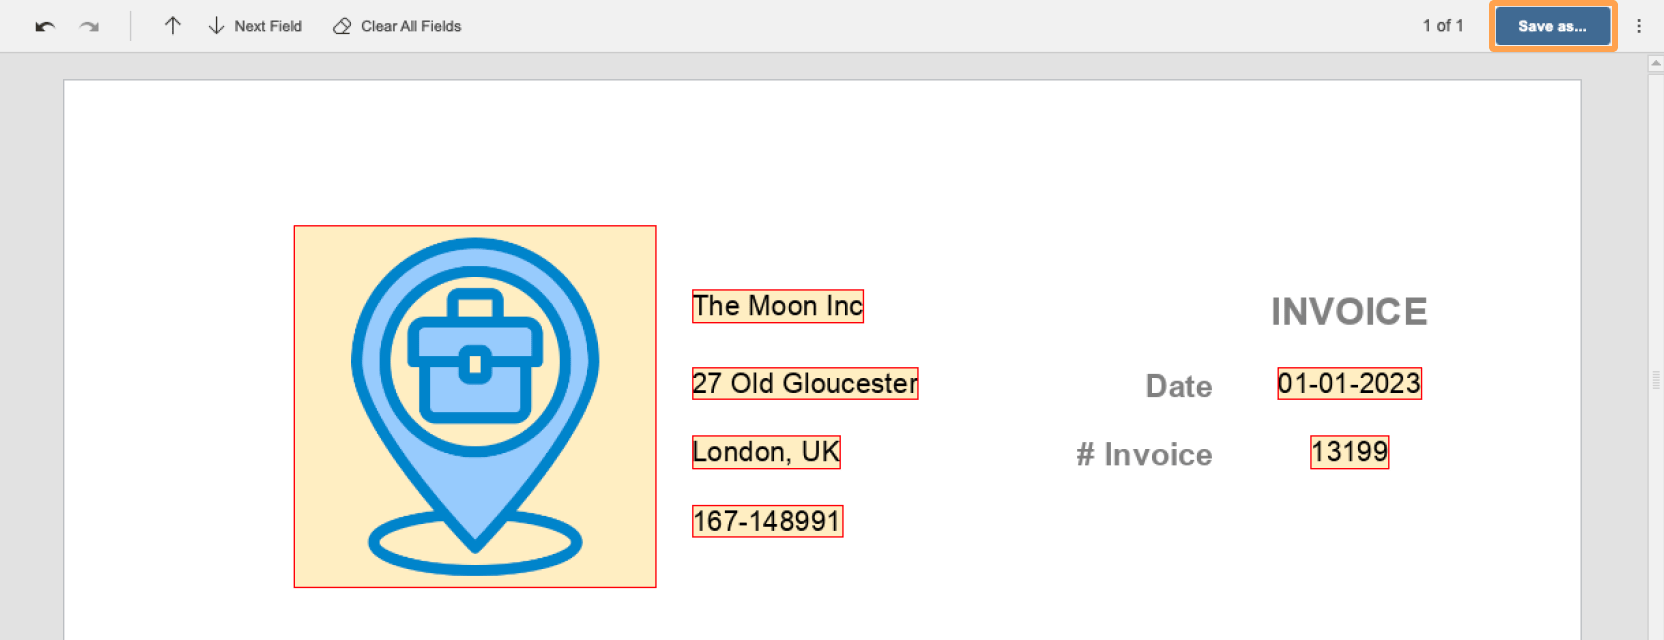 Next Field
Clear All Fields
1 of 1
Save as...
The Moon Inc
INVOICE
27 Old Gloucester
Date
01-01-2023
London, UK
# Invoice
13199
167-148991